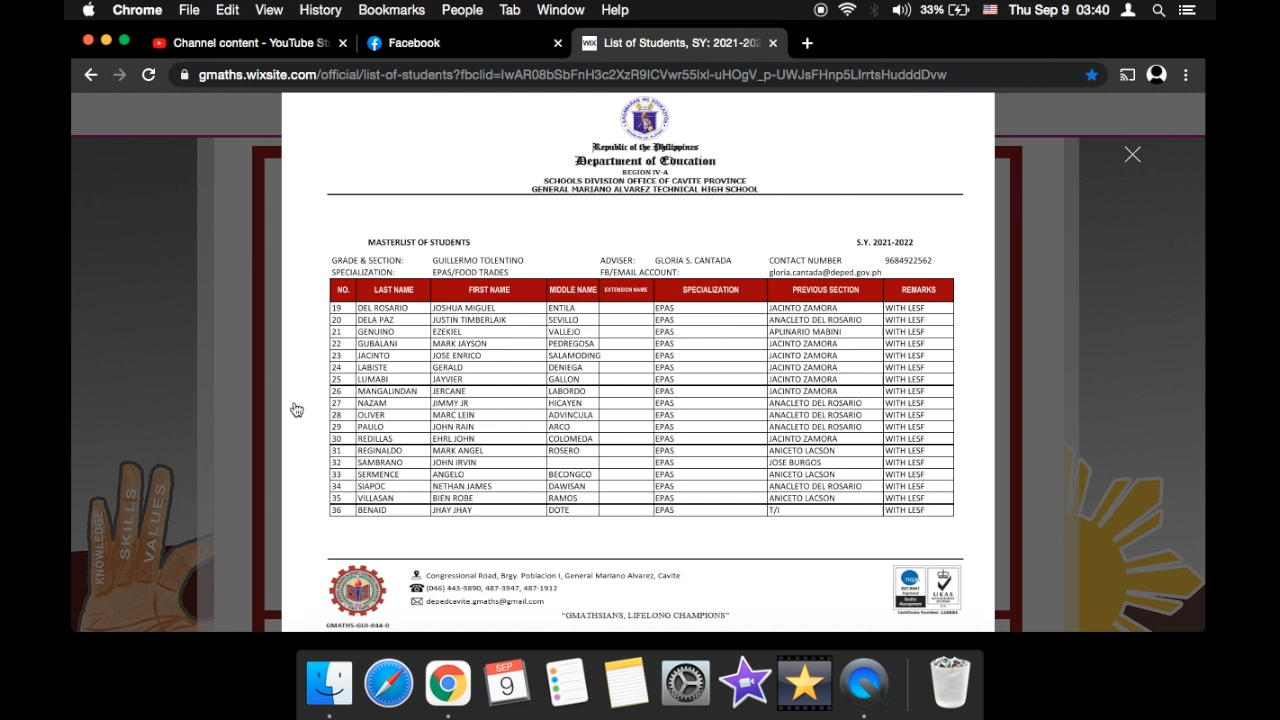 Chrome File Edit View History Bookmarks People Tab Window Help 33% Thu Sep 9 03:40
Channel content - YouTube St Facebook WIX List of Students, SY: 2021-202
gmaths.wixsite.com/official/list-of-students?fbclid=IwAR08bSbFnH3c2XzR9ICVwr55lxl-uHOgV_p-UWJsFHnp5LIrrtsHudddDvw
Republic of the Philippines
Department of Education
REGION IV-A
SCHOOLS DIVISION OFFICE OF CAVITE PROVINCE
GENERAL MARIANO ALVAREZ TECHNICAL HIGH SCHOOL
MASTERLIST OF STUDENTS S.Y. 2021-2022
GRADE & SECTION: GUILLERMO TOLENTINO ADVISER: GLORIA S. CANTADA CONTACT NUMBER 9684922562
SPECIALIZATION: EPAS/FOOD TRADES FB/EMAIL ACCOUNT: gloria.cantada@deped.gov.ph
NO. LAST NAME FIRST NAME MIDDLE NAME EXTENSION NAME SPECIALIZATION PREVIOUS SECTION REMARKS
19 DEL ROSARIO JOSHUA MIGUEL ENTILA EPAS JACINTO ZAMORA WITH LESF
20 DELA PAZ JUSTIN TIMBERLAIK SEVILLO EPAS ANACLETO DEL ROSARIO WITH LESF
21 GENUINO EZEKIEL VALLEJO EPAS APLINARIO MABINI WITH LESF
22 GUBALANI MARK JAYSON PEDREGOSA EPAS JACINTO ZAMORA WITH LESF
23 JACINTO JOSE ENRICO SALAMODING EPAS JACINTO ZAMORA WITH LESF
24 LABISTE GERALD DENIEGA EPAS JACINTO ZAMORA WITH LESF
25 LUMABI JAYVIER GALLON EPAS JACINTO ZAMORA WITH LESF
26 MANGALINDAN JERCANE LABORDO EPAS JACINTO ZAMORA WITH LESF
27 NAZAM JIMMY JR HICAYEN EPAS ANACLETO DEL ROSARIO WITH LESF
28 OLIVER MARC LEIN ADVINCULA EPAS ANACLETO DEL ROSARIO WITH LESF
29 PAULO JOHN RAIN ARCO EPAS ANACLETO DEL ROSARIO WITH LESF
30 REDILLAS EHRL JOHN COLOMEDA EPAS JACINTO ZAMORA WITH LESF
31 REGINALDO MARK ANGEL ROSERO EPAS ANICETO LACSON WITH LESF
32 SAMBRANO JOHN IRVIN EPAS JOSE BURGOS WITH LESF
33 SERMENCE ANGELO BECONGCO EPAS ANICETO LACSON WITH LESF
34 SIAPOC NETHAN JAMES DAWISAN EPAS ANACLETO DEL ROSARIO WITH LESF
35 VILLASAN BIEN ROBE RAMOS EPAS ANICETO LACSON WITH LESF
36 BENAID JHAY JHAY DOTE EPAS T/I WITH LESF
KNOWLEDGE
SKILLS
VALUES
Congressional Road, Brgy. Poblacion I, General Mariano Alvarez, Cavite
(046) 443-9890, 487-3947, 487-1912
depedcavite.gmaths@gmail.com
"GMATHSIANS, LIFELONG CHAMPIONS"
UKAS
GMATHS-GUI-044-0
SEP
9